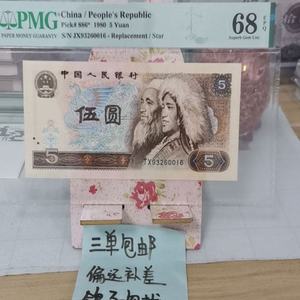 PMG
PAPER MONEY GUARANTY
China / People's Republic
Pick# 886* 1980 5 Yuan
S/N JX93260016 - Replacement / Star
68 EPQ
Superb Gem Unc
中国人民银行
5
伍圆
JX93260016
5
5
三单包邮
偏远补差